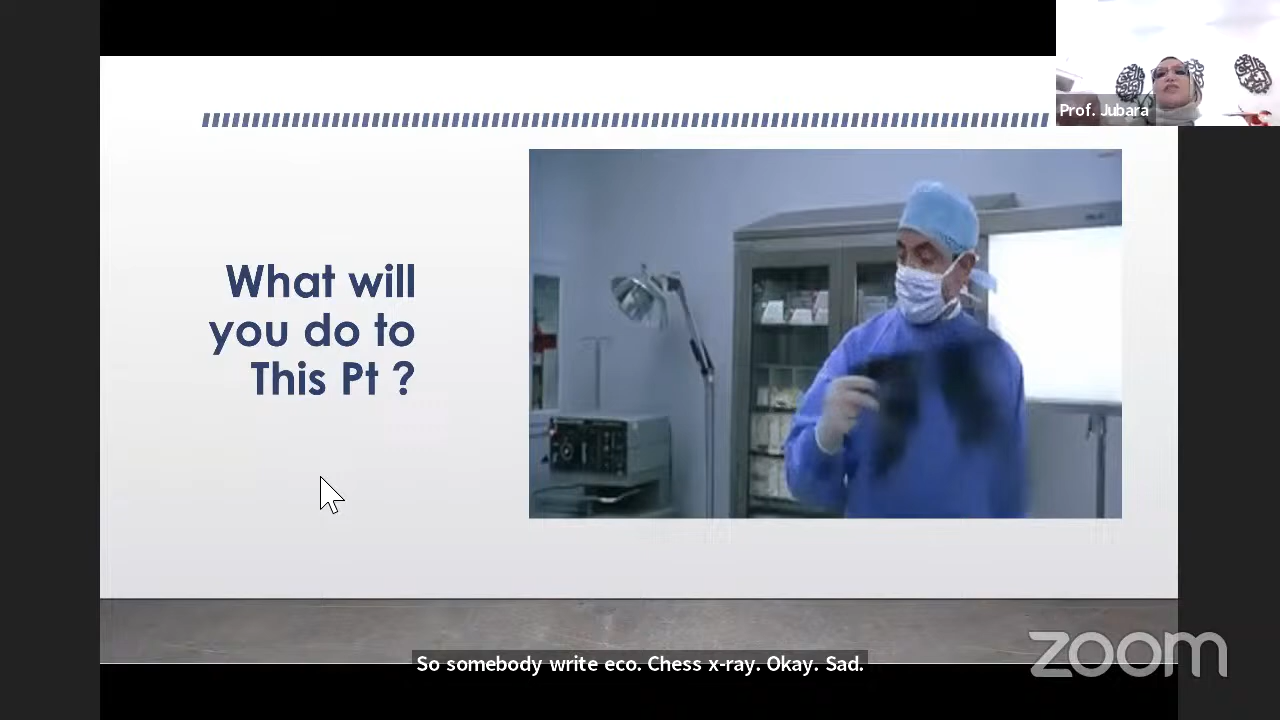 Prof. Jubara
What will
you do to
This Pt ?
So somebody write eco. Chess x-ray. Okay. Sad.
zoom